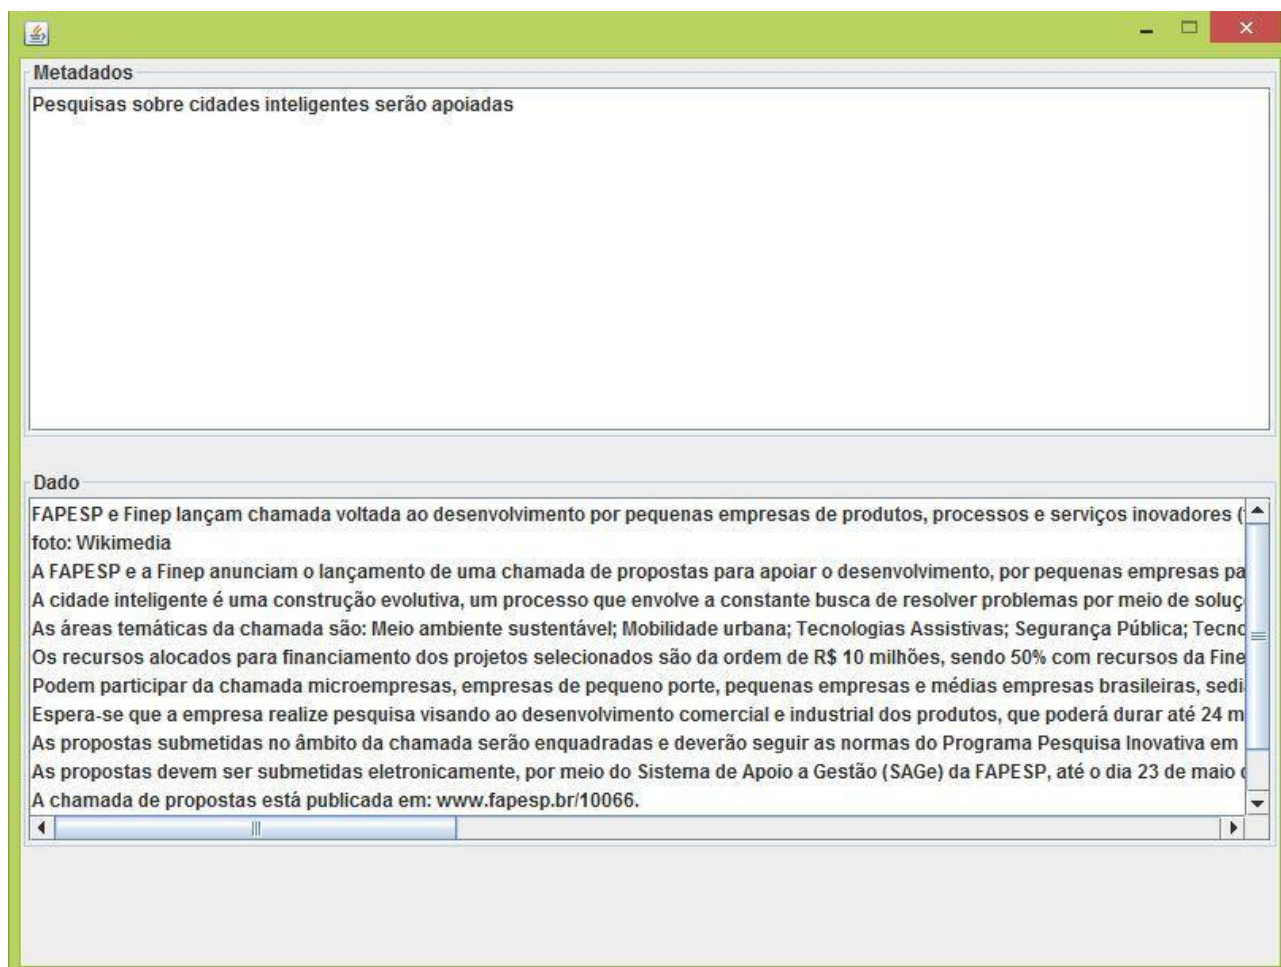 Metadados
Pesquisas sobre cidades inteligentes serão apoiadas
Dado
FAPESP e Finep lançam chamada voltada ao desenvolvimento por pequenas empresas de produtos, processos e serviços inovadores (
foto: Wikimedia
A FAPESP e a Finep anunciam o lançamento de uma chamada de propostas para apoiar o desenvolvimento, por pequenas empresas pa
A cidade inteligente é uma construção evolutiva, um processo que envolve a constante busca de resolver problemas por meio de soluç
As áreas temáticas da chamada são: Meio ambiente sustentável; Mobilidade urbana; Tecnologias Assistivas; Segurança Pública; Tecno
Os recursos alocados para financiamento dos projetos selecionados são da ordem de R$ 10 milhões, sendo 50% com recursos da Fine
Podem participar da chamada microempresas, empresas de pequeno porte, pequenas empresas e médias empresas brasileiras, sedi
Espera-se que a empresa realize pesquisa visando ao desenvolvimento comercial e industrial dos produtos, que poderá durar até 24 m
As propostas submetidas no âmbito da chamada serão enquadradas e deverão seguir as normas do Programa Pesquisa Inovativa em
As propostas devem ser submetidas eletronicamente, por meio do Sistema de Apoio a Gestão (SAGe) da FAPESP, até o dia 23 de maio
A chamada de propostas está publicada em: www.fapesp.br/10066.